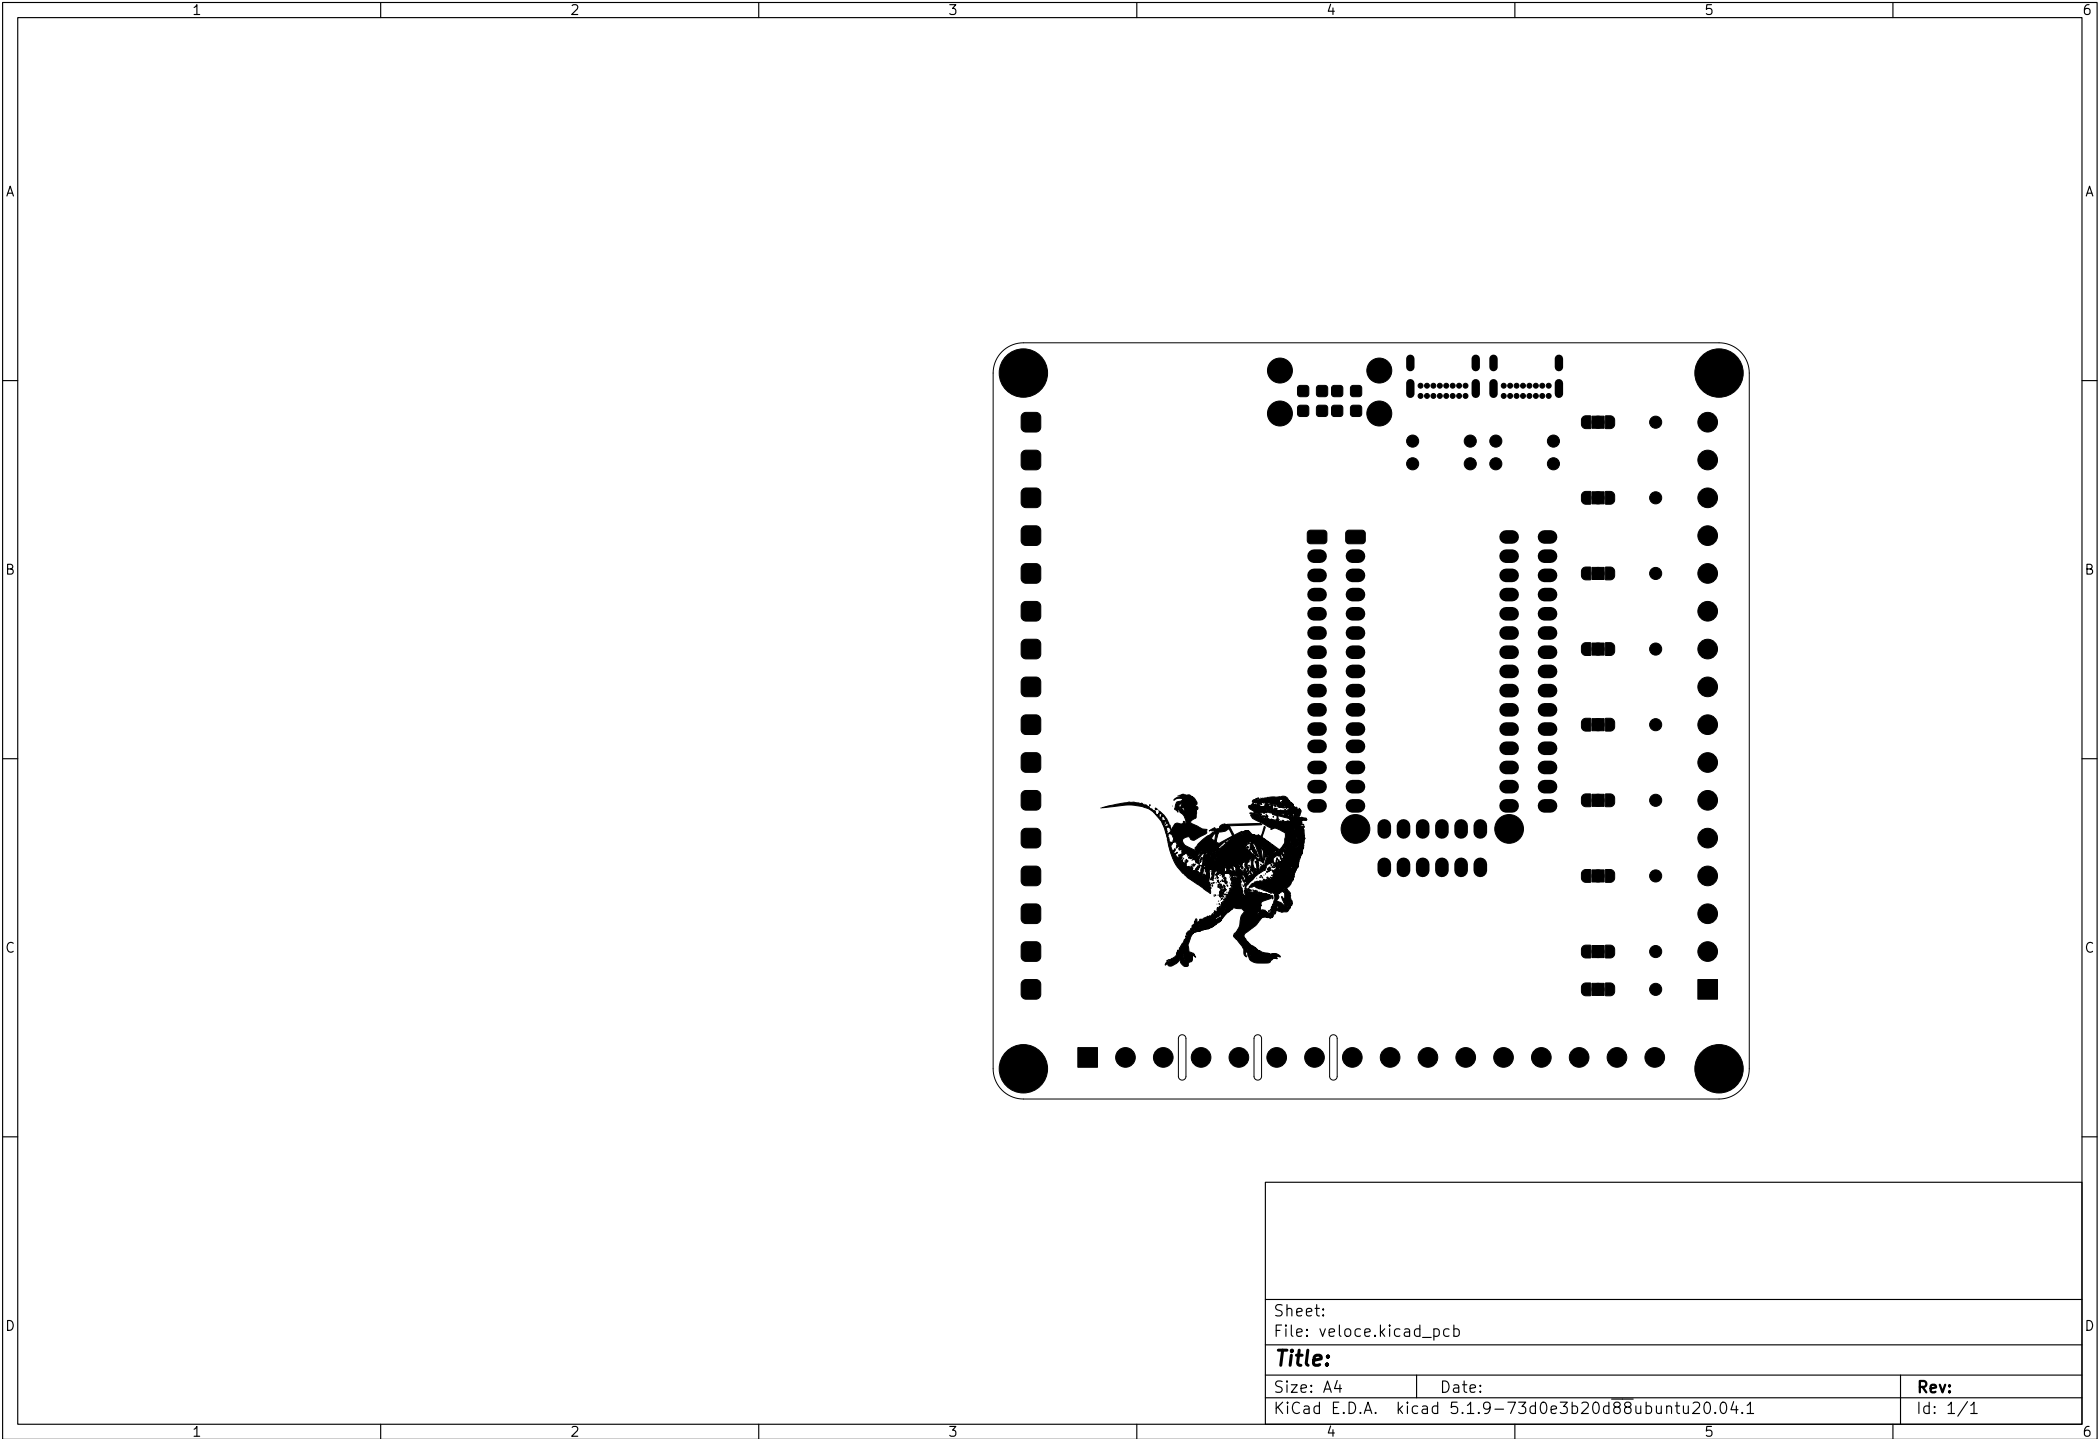 1 2 3 4 5 6
A A
B B
C C
D D
Sheet:
File: veloce.kicad_pcb
Title:
Size: A4 Date: Rev:
KiCad E.D.A. kicad 5.1.9-73d0e3b20d88ubuntu20.04.1 Id: 1/1
1 2 3 4 5 6